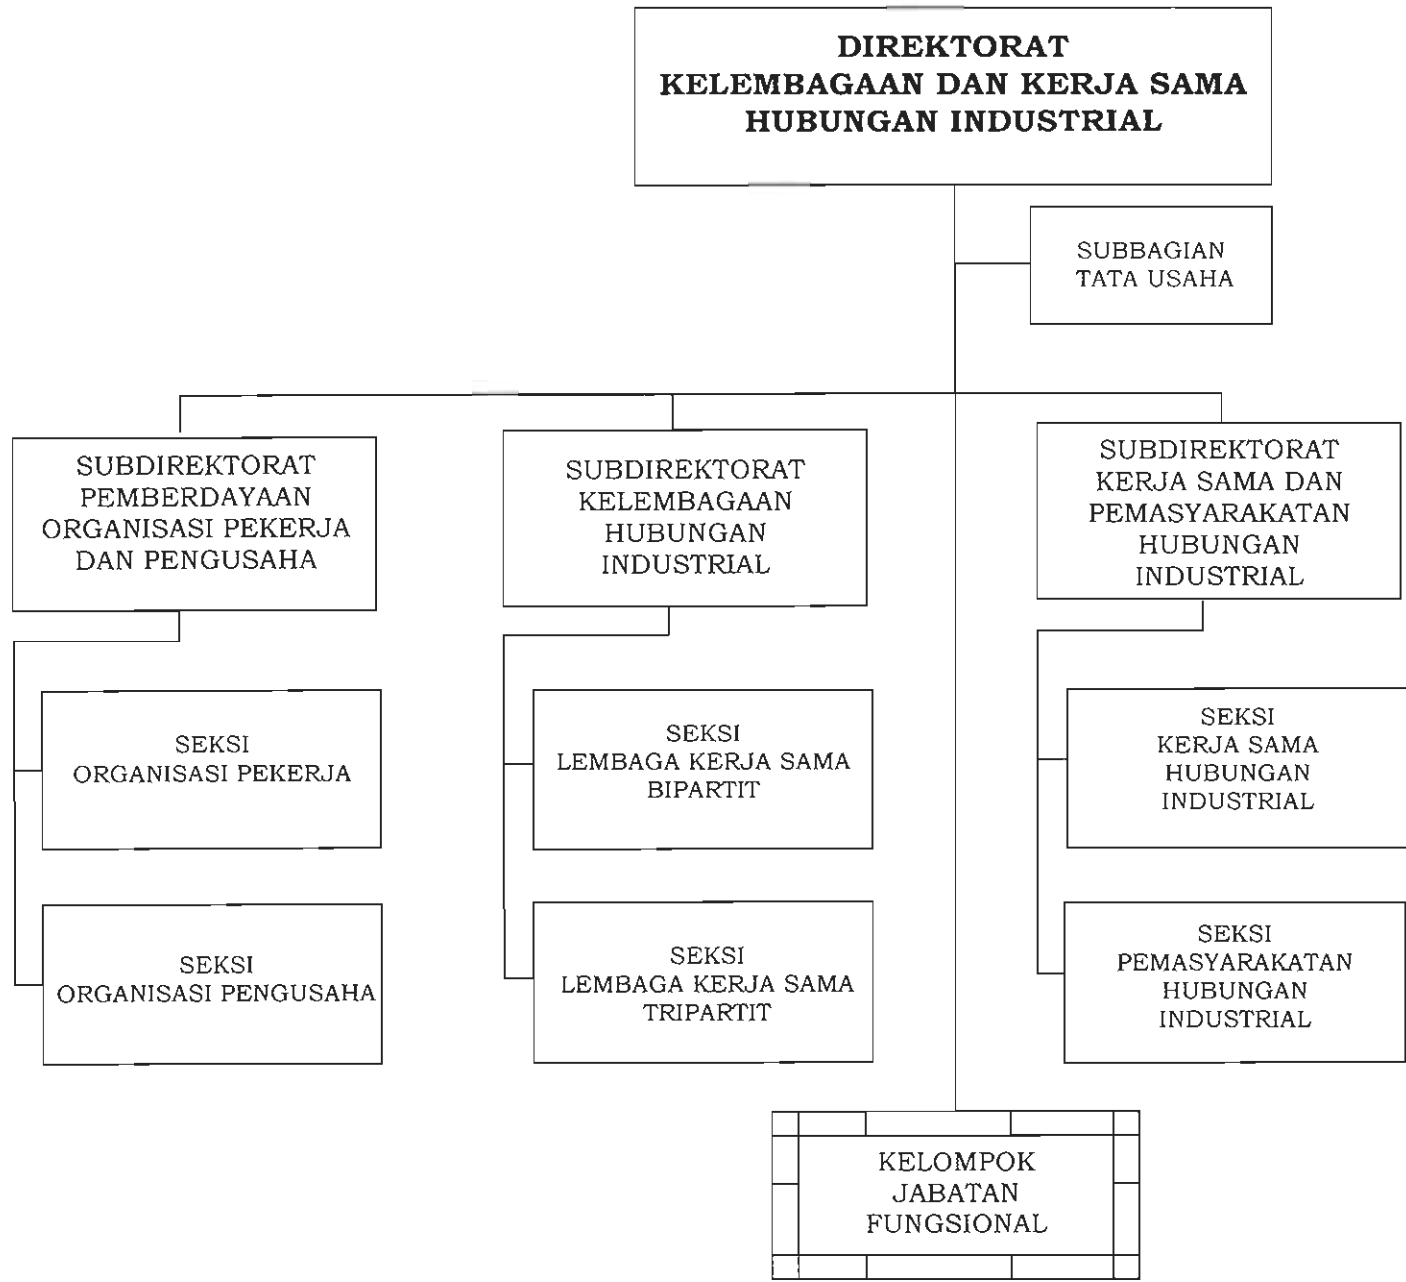 DIREKTORAT
KELEMBAGAAN DAN KERJA SAMA
HUBUNGAN INDUSTRIAL
SUBBAGIAN
TATA USAHA
SUBDIREKTORAT
PEMBERDAYAAN
ORGANISASI PEKERJA
DAN PENGUSAHA
SUBDIREKTORAT
KELEMBAGAAN
HUBUNGAN
INDUSTRIAL
SUBDIREKTORAT
KERJA SAMA DAN
PEMASYARAKATAN
HUBUNGAN
INDUSTRIAL
SEKSI
ORGANISASI PEKERJA
SEKSI
LEMBAGA KERJA SAMA
BIPARTIT
SEKSI
KERJA SAMA
HUBUNGAN
INDUSTRIAL
SEKSI
ORGANISASI PENGUSAHA
SEKSI
LEMBAGA KERJA SAMA
TRIPARTIT
SEKSI
PEMASYARAKATAN
HUBUNGAN
INDUSTRIAL
KELOMPOK
JABATAN
FUNGSIONAL